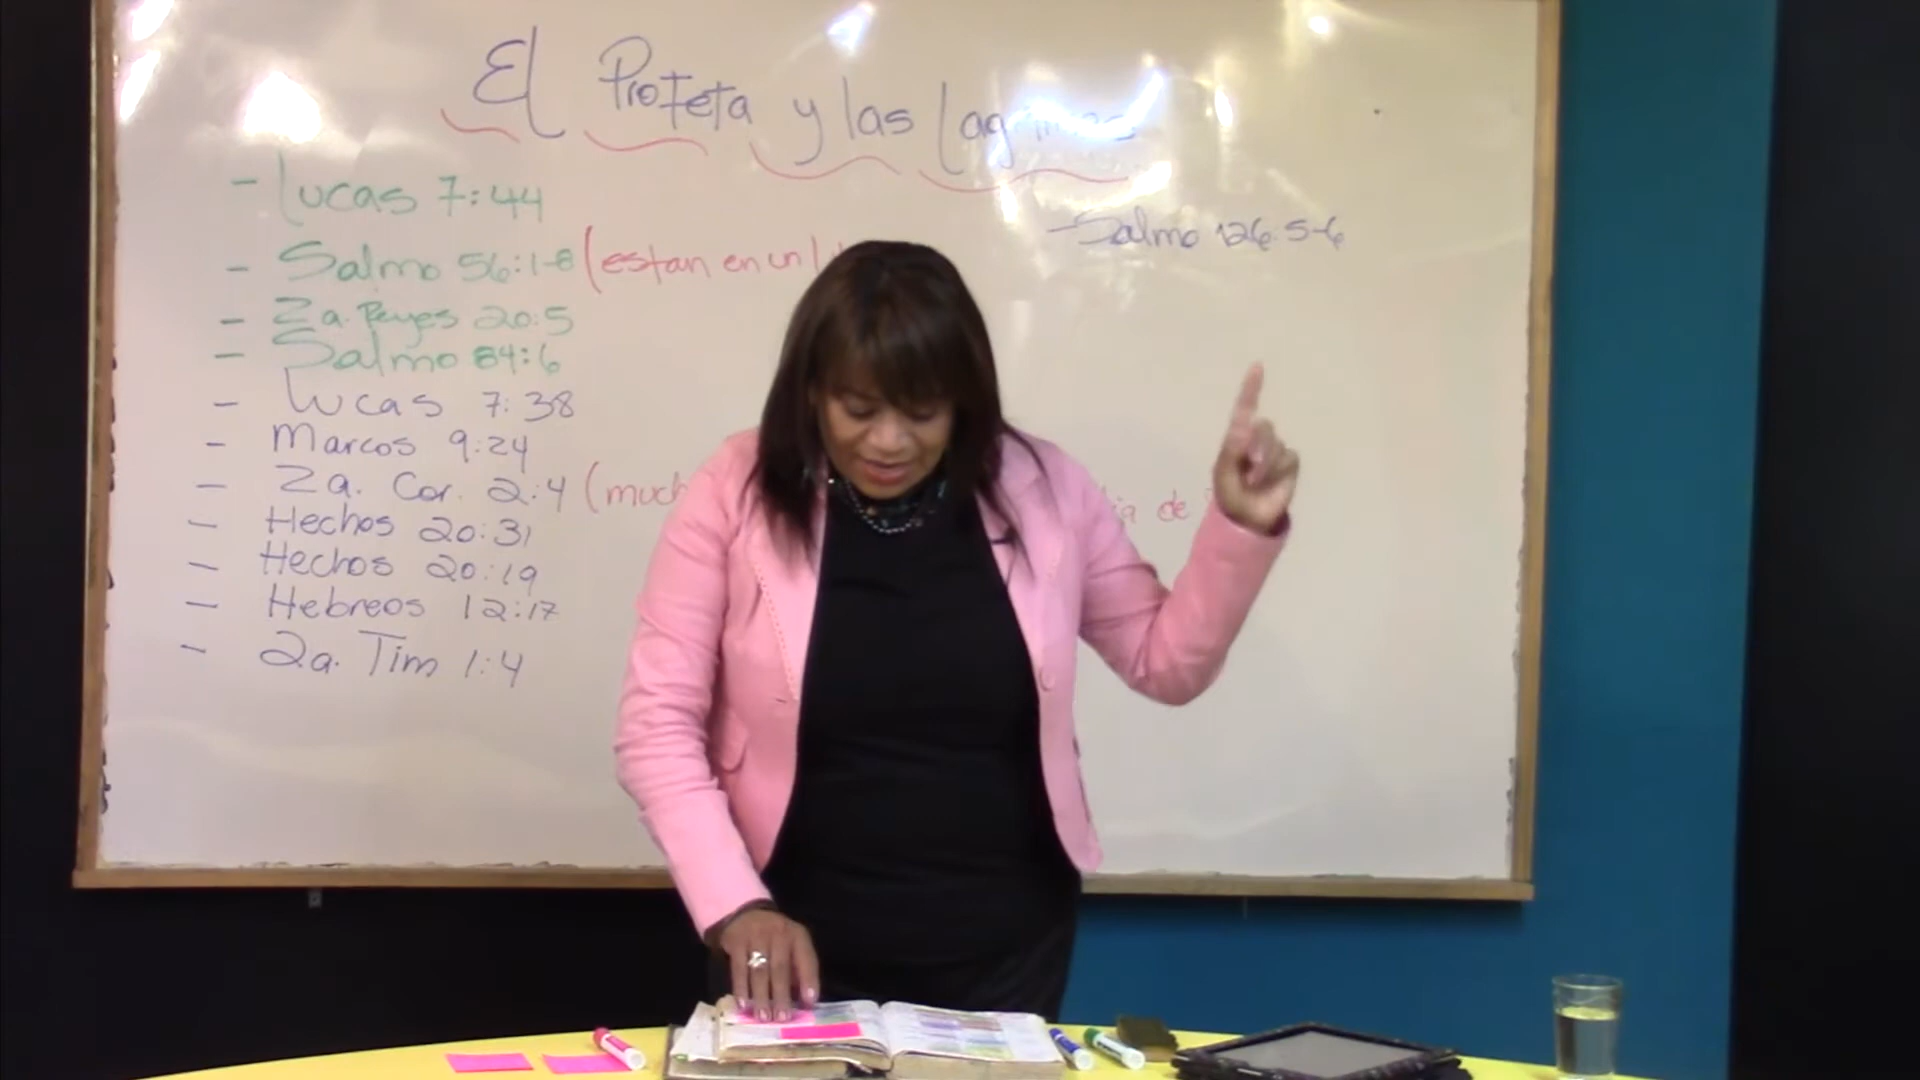 El Profeta y las Lagrimas
- Lucas 7:44
- Salmo 56:1-8 (estan en un
- 2a. Reyes 20:5
- Salmo 84:6
- Lucas 7:38
- Marcos 9:24
- 2a. Cor. 2:4 (much
de
- Hechos 20:31
- Hechos 20:19
- Hebreos 12:17
- 2a. Tim 1:4
- Salmo 126:5-6